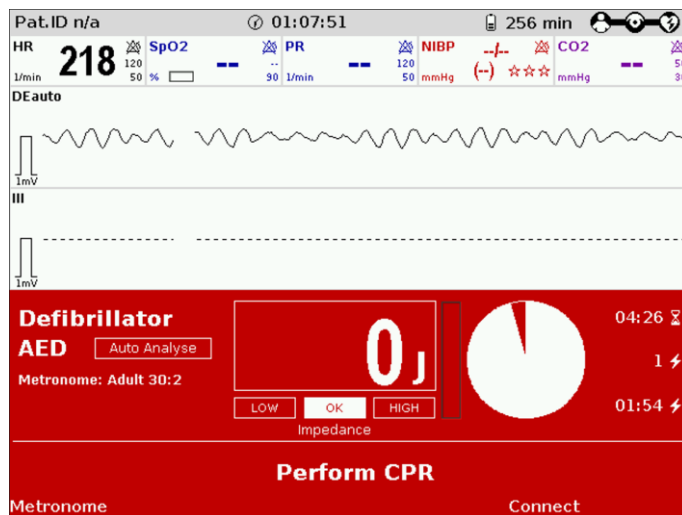 Pat.ID n/a 01:07:51 256 min
HR 218 120 50 1/min
SpO2 -- -- 90 %
PR -- 120 50 1/min
NIBP --/-- (--) ☆☆☆ mmHg
CO2 -- mmHg
DEauto
1mV
III
1mV
Defibrillator
AED Auto Analyse
Metronome: Adult 30:2
0 J
LOW OK HIGH
Impedance
04:26
1
01:54
Perform CPR
Metronome Connect